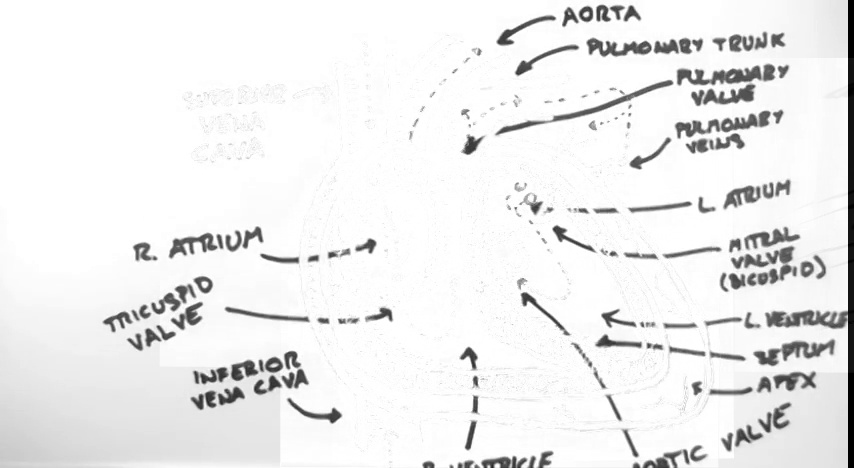 AORTA
PULMONARY TRUNK
PULMONARY
VALVE
PULMONARY
VEINS
SUPERIOR
VENA
CAVA
L. ATRIUM
R. ATRIUM
MITRAL
VALVE
(BICUSPID)
TRICUSPID
VALVE
L. VENTRICLE
SEPTUM
INFERIOR
VENA CAVA
APEX
R. VENTRICLE
AORTIC VALVE